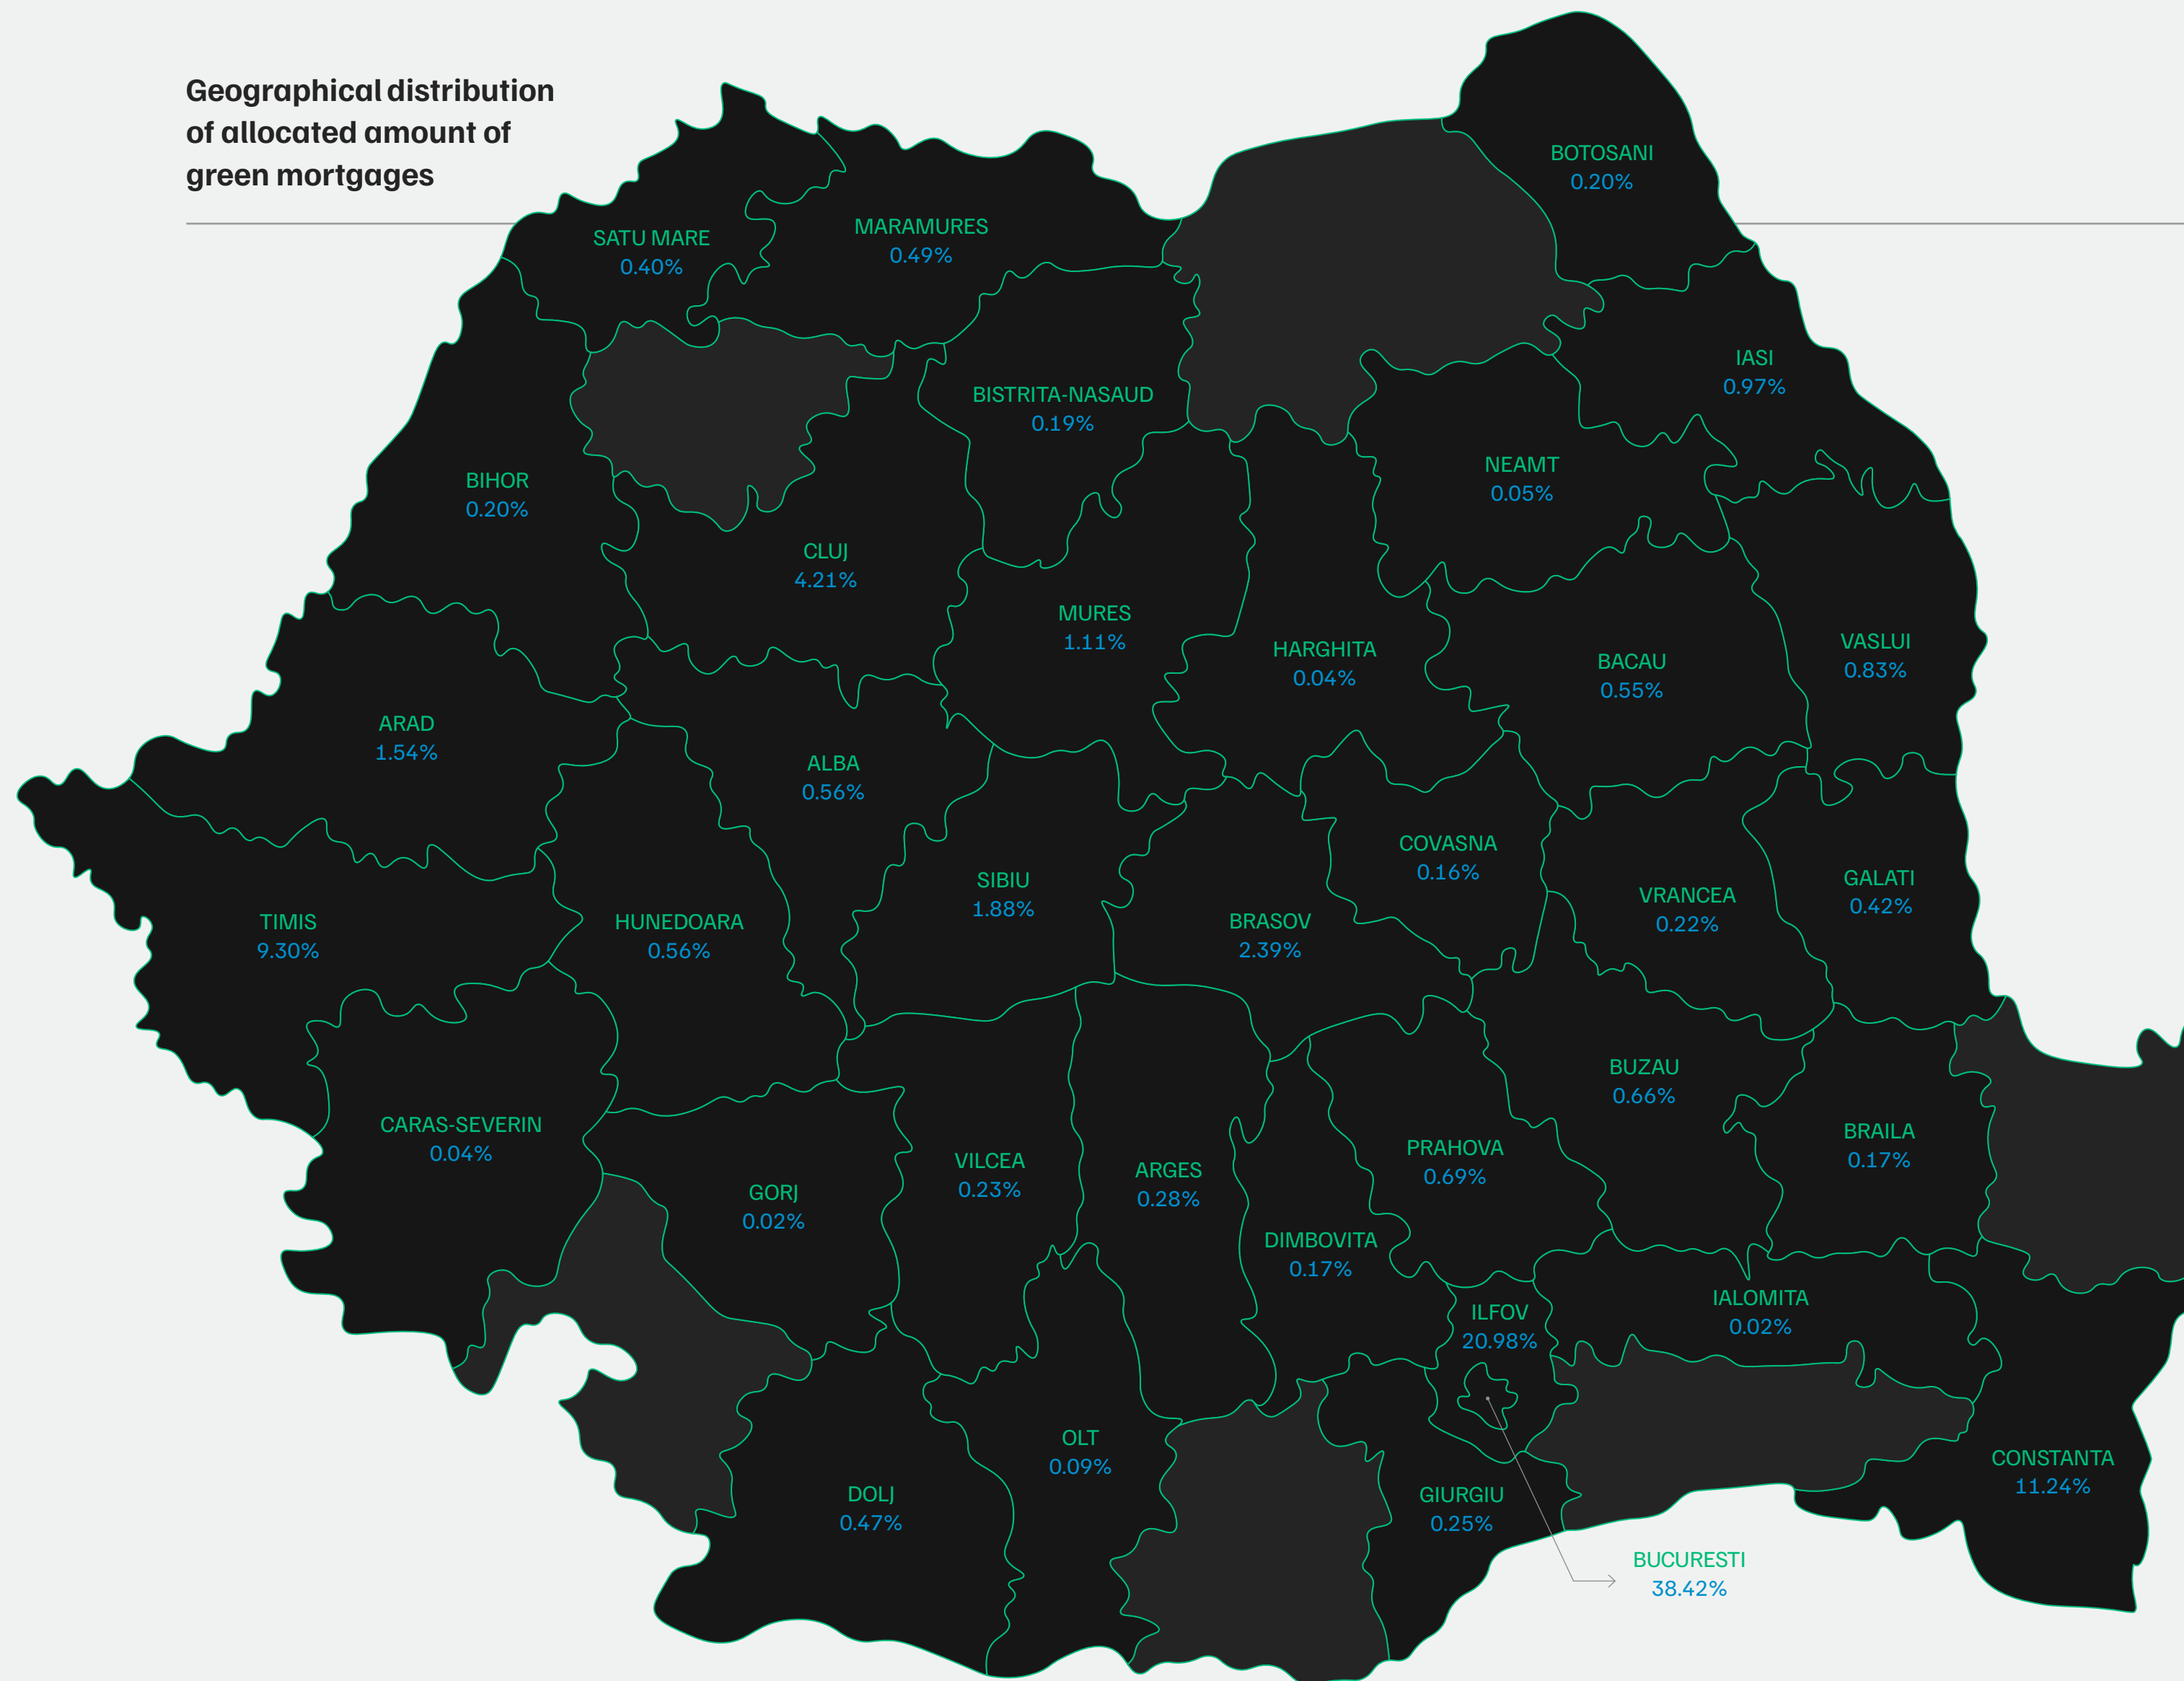 Geographical distribution
of allocated amount of
green mortgages
BOTOSANI
0.20%
SATU MARE
0.40%
MARAMURES
0.49%
IASI
0.97%
BISTRITA-NASAUD
0.19%
NEAMT
0.05%
BIHOR
0.20%
CLUJ
4.21%
MURES
1.11%
HARGHITA
0.04%
BACAU
0.55%
VASLUI
0.83%
ARAD
1.54%
ALBA
0.56%
COVASNA
0.16%
SIBIU
1.88%
VRANCEA
0.22%
GALATI
0.42%
TIMIS
9.30%
HUNEDOARA
0.56%
BRASOV
2.39%
BUZAU
0.66%
CARAS-SEVERIN
0.04%
BRAILA
0.17%
PRAHOVA
0.69%
VILCEA
0.23%
ARGES
0.28%
GORJ
0.02%
DIMBOVITA
0.17%
IALOMITA
0.02%
ILFOV
20.98%
OLT
0.09%
CONSTANTA
11.24%
DOLJ
0.47%
GIURGIU
0.25%
BUCURESTI
38.42%